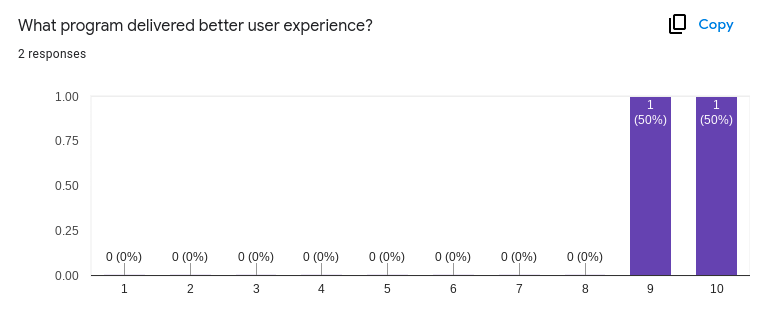 What program delivered better user experience?
Copy
2 responses
1.00
0.75
0.50
0.25
0.00
0 (0%) 0 (0%) 0 (0%) 0 (0%) 0 (0%) 0 (0%) 0 (0%) 0 (0%)
1
(50%)
1
(50%)
1 2 3 4 5 6 7 8 9 10